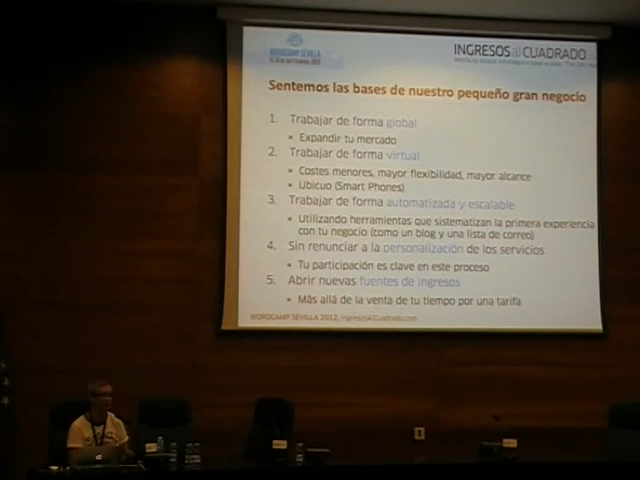 WORDCAMP SEVILLA
INGRESOS al CUADRADO
Sentemos las bases de nuestro pequeño gran negocio
1. Trabajar de forma global
• Expandir tu mercado
2. Trabajar de forma virtual
• Costes menores, mayor flexibilidad, mayor alcance
• Ubicuo (Smart Phones)
3. Trabajar de forma automatizada y escalable
• Utilizando herramientas que sistematizan la primera experiencia
con tu negocio (como un blog y una lista de correo)
4. Sin renunciar a la personalización de los servicios
• Tu participación es clave en este proceso
5. Abrir nuevas fuentes de ingresos
• Más allá de la venta de tu tiempo por una tarifa
WORDCAMP SEVILLA 2012, IngresosAlCuadrado.com